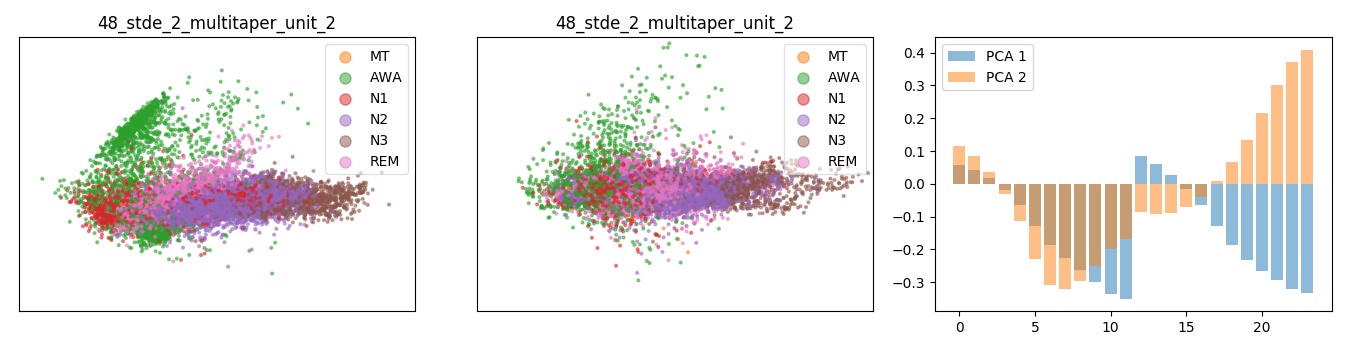 48_stde_2_multitaper_unit_2
MT
AWA
N1
N2
N3
REM
48_stde_2_multitaper_unit_2
MT
AWA
N1
N2
N3
REM
PCA 1
PCA 2
0.4
0.3
0.2
0.1
0.0
−0.1
−0.2
−0.3
0 5 10 15 20